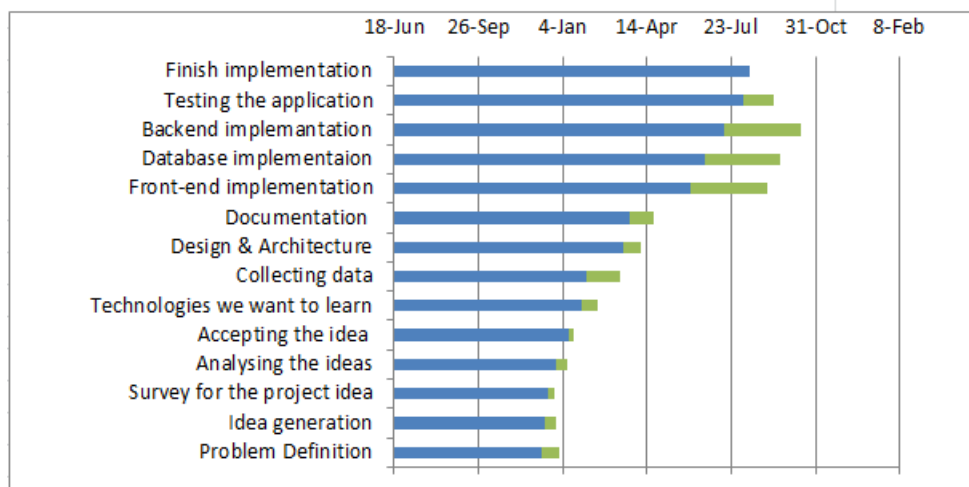 18-Jun 26-Sep 4-Jan 14-Apr 23-Jul 31-Oct 8-Feb
Finish implementation
Testing the application
Backend implemantation
Database implementaion
Front-end implementation
Documentation
Design & Architecture
Collecting data
Technologies we want to learn
Accepting the idea
Analysing the ideas
Survey for the project idea
Idea generation
Problem Definition